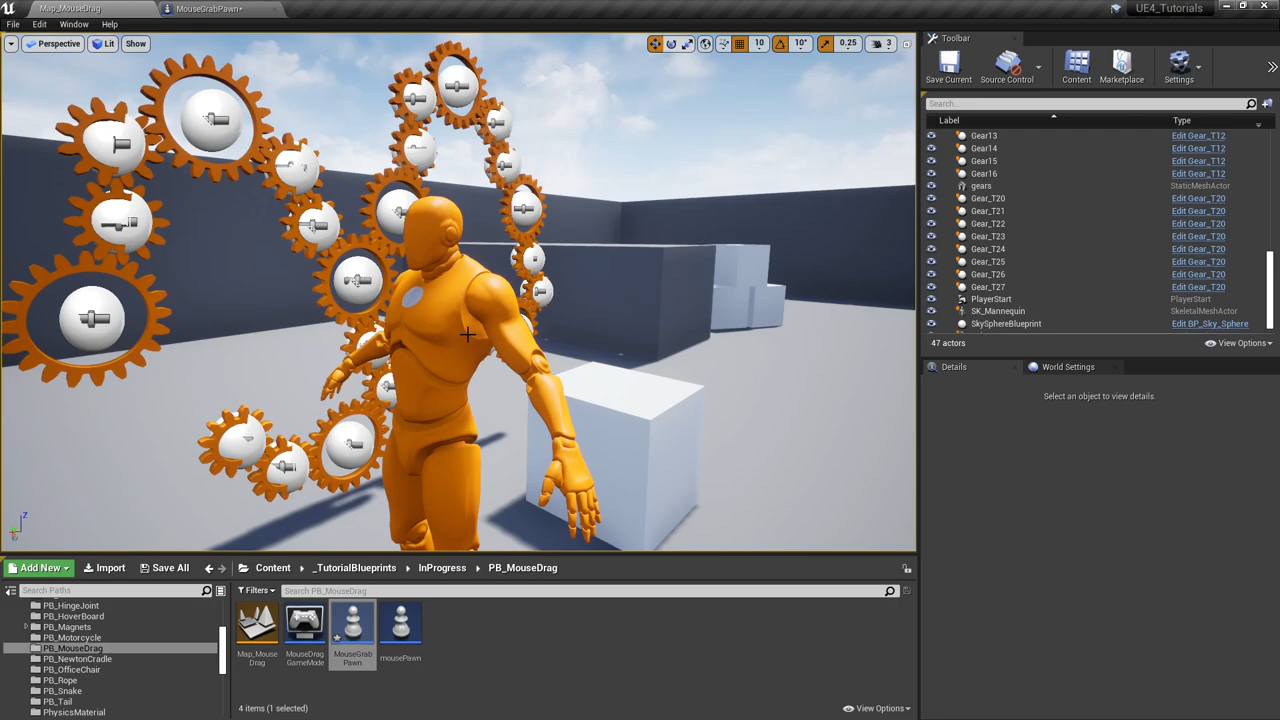 Map_MouseDrag
MouseGrabPawn*
UE4_Tutorials
File Edit Window Help
Perspective Lit Show
10 10° 0.25 3
Toolbar
Save Current Source Control Content Marketplace Settings
Search...
Label Type
Gear13 Edit Gear_T12
Gear14 Edit Gear_T12
Gear15 Edit Gear_T12
Gear16 Edit Gear_T12
gears StaticMeshActor
Gear_T20 Edit Gear_T20
Gear_T21 Edit Gear_T20
Gear_T22 Edit Gear_T20
Gear_T23 Edit Gear_T20
Gear_T24 Edit Gear_T20
Gear_T25 Edit Gear_T20
Gear_T26 Edit Gear_T20
Gear_T27 Edit Gear_T20
PlayerStart PlayerStart
SK_Mannequin SkeletalMeshActor
SkySphereBlueprint Edit BP_Sky_Sphere
47 actors View Options
Details World Settings
Select an object to view details.
Z
Add New Import Save All Content _TutorialBlueprints InProgress PB_MouseDrag
Search Paths
Filters Search PB_MouseDrag
PB_HingeJoint
PB_HoverBoard
PB_Magnets
PB_Motorcycle
PB_MouseDrag
PB_NewtonCradle
PB_OfficeChair
PB_Rope
PB_Snake
PB_Tail
PhysicsMaterial
Map_Mouse
Drag
MouseDrag
GameMode
MouseGrab
Pawn
mousePawn
4 items (1 selected) View Options